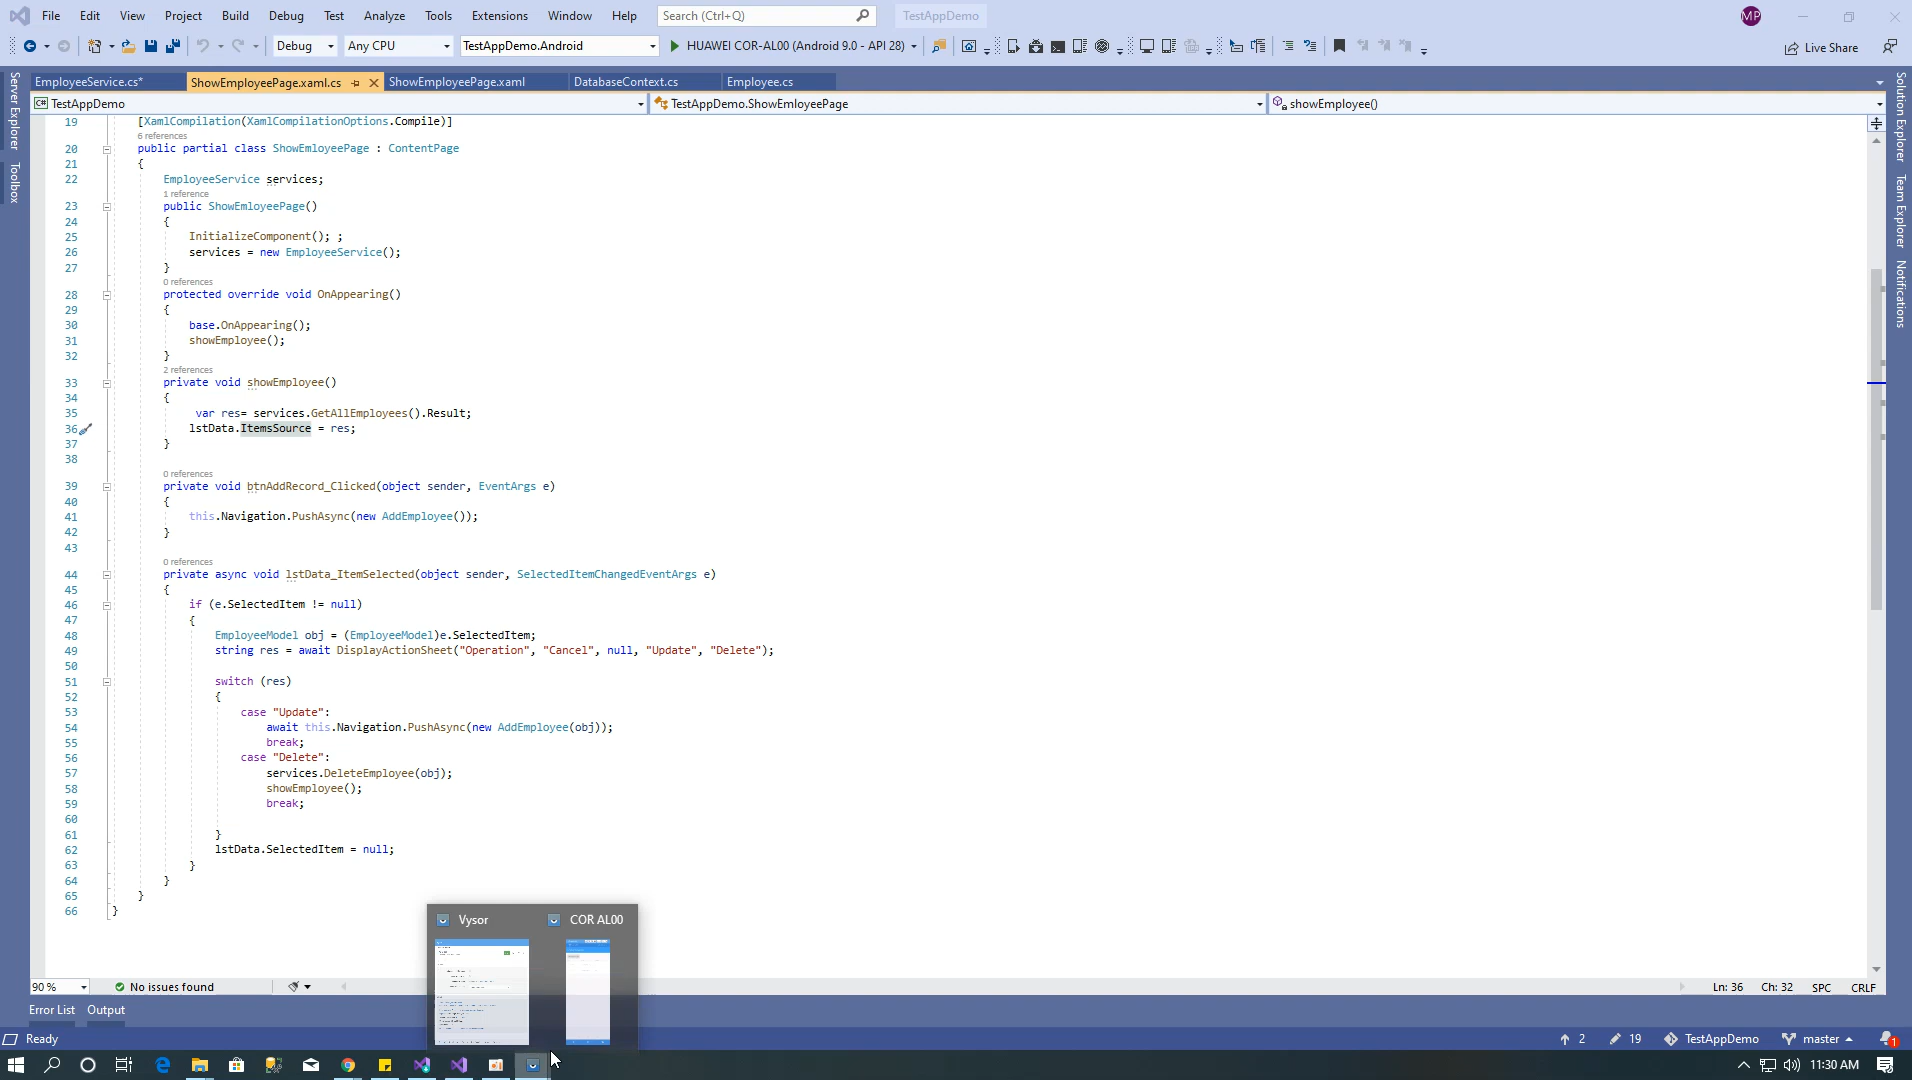 File Edit View Project Build Debug Test Analyze Tools Extensions Window Help Search (Ctrl+Q) TestAppDemo MP
Debug Any CPU TestAppDemo.Android HUAWEI COR-AL00 (Android 9.0 - API 28) Live Share
EmployeeService.cs* ShowEmployeePage.xaml.cs ShowEmployeePage.xaml DatabaseContext.cs Employee.cs
C# TestAppDemo TestAppDemo.ShowEmloyeePage showEmployee()
Server Explorer
Toolbox
Solution Explorer
Team Explorer
Notifications
19 [XamlCompilation(XamlCompilationOptions.Compile)]
6 references
20 public partial class ShowEmloyeePage : ContentPage
21 {
22 EmployeeService services;
1 reference
23 public ShowEmloyeePage()
24 {
25 InitializeComponent(); ;
26 services = new EmployeeService();
27 }
0 references
28 protected override void OnAppearing()
29 {
30 base.OnAppearing();
31 showEmployee();
32 }
2 references
33 private void showEmployee()
34 {
35 var res= services.GetAllEmployees().Result;
36 lstData.ItemsSource = res;
37 }
38
0 references
39 private void btnAddRecord_Clicked(object sender, EventArgs e)
40 {
41 this.Navigation.PushAsync(new AddEmployee());
42 }
43
0 references
44 private async void lstData_ItemSelected(object sender, SelectedItemChangedEventArgs e)
45 {
46 if (e.SelectedItem != null)
47 {
48 EmployeeModel obj = (EmployeeModel)e.SelectedItem;
49 string res = await DisplayActionSheet("Operation", "Cancel", null, "Update", "Delete");
50
51 switch (res)
52 {
53 case "Update":
54 await this.Navigation.PushAsync(new AddEmployee(obj));
55 break;
56 case "Delete":
57 services.DeleteEmployee(obj);
58 showEmployee();
59 break;
60
61 }
62 lstData.SelectedItem = null;
63 }
64 }
65 }
66 }
Vysor COR AL00
90 % No issues found Ln: 36 Ch: 32 SPC CRLF
Error List Output
Ready 2 19 TestAppDemo master 1
11:30 AM